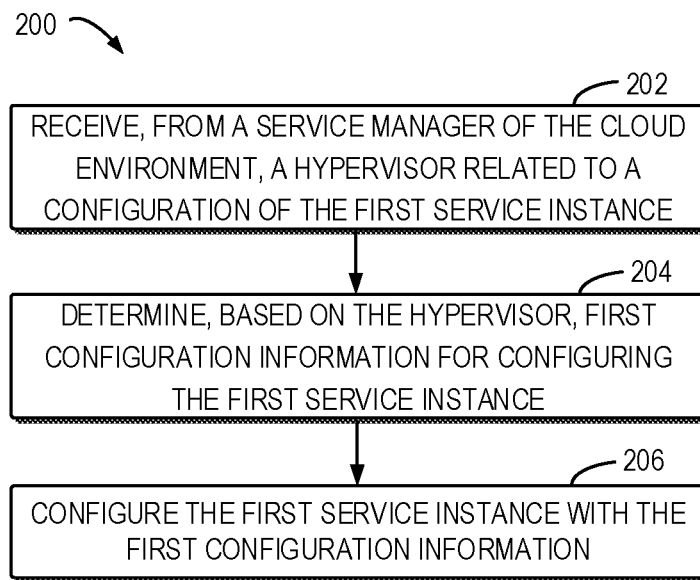 200
202
RECEIVE, FROM A SERVICE MANAGER OF THE CLOUD
ENVIRONMENT, A HYPERVISOR RELATED TO A
CONFIGURATION OF THE FIRST SERVICE INSTANCE
204
DETERMINE, BASED ON THE HYPERVISOR, FIRST
CONFIGURATION INFORMATION FOR CONFIGURING
THE FIRST SERVICE INSTANCE
206
CONFIGURE THE FIRST SERVICE INSTANCE WITH THE
FIRST CONFIGURATION INFORMATION